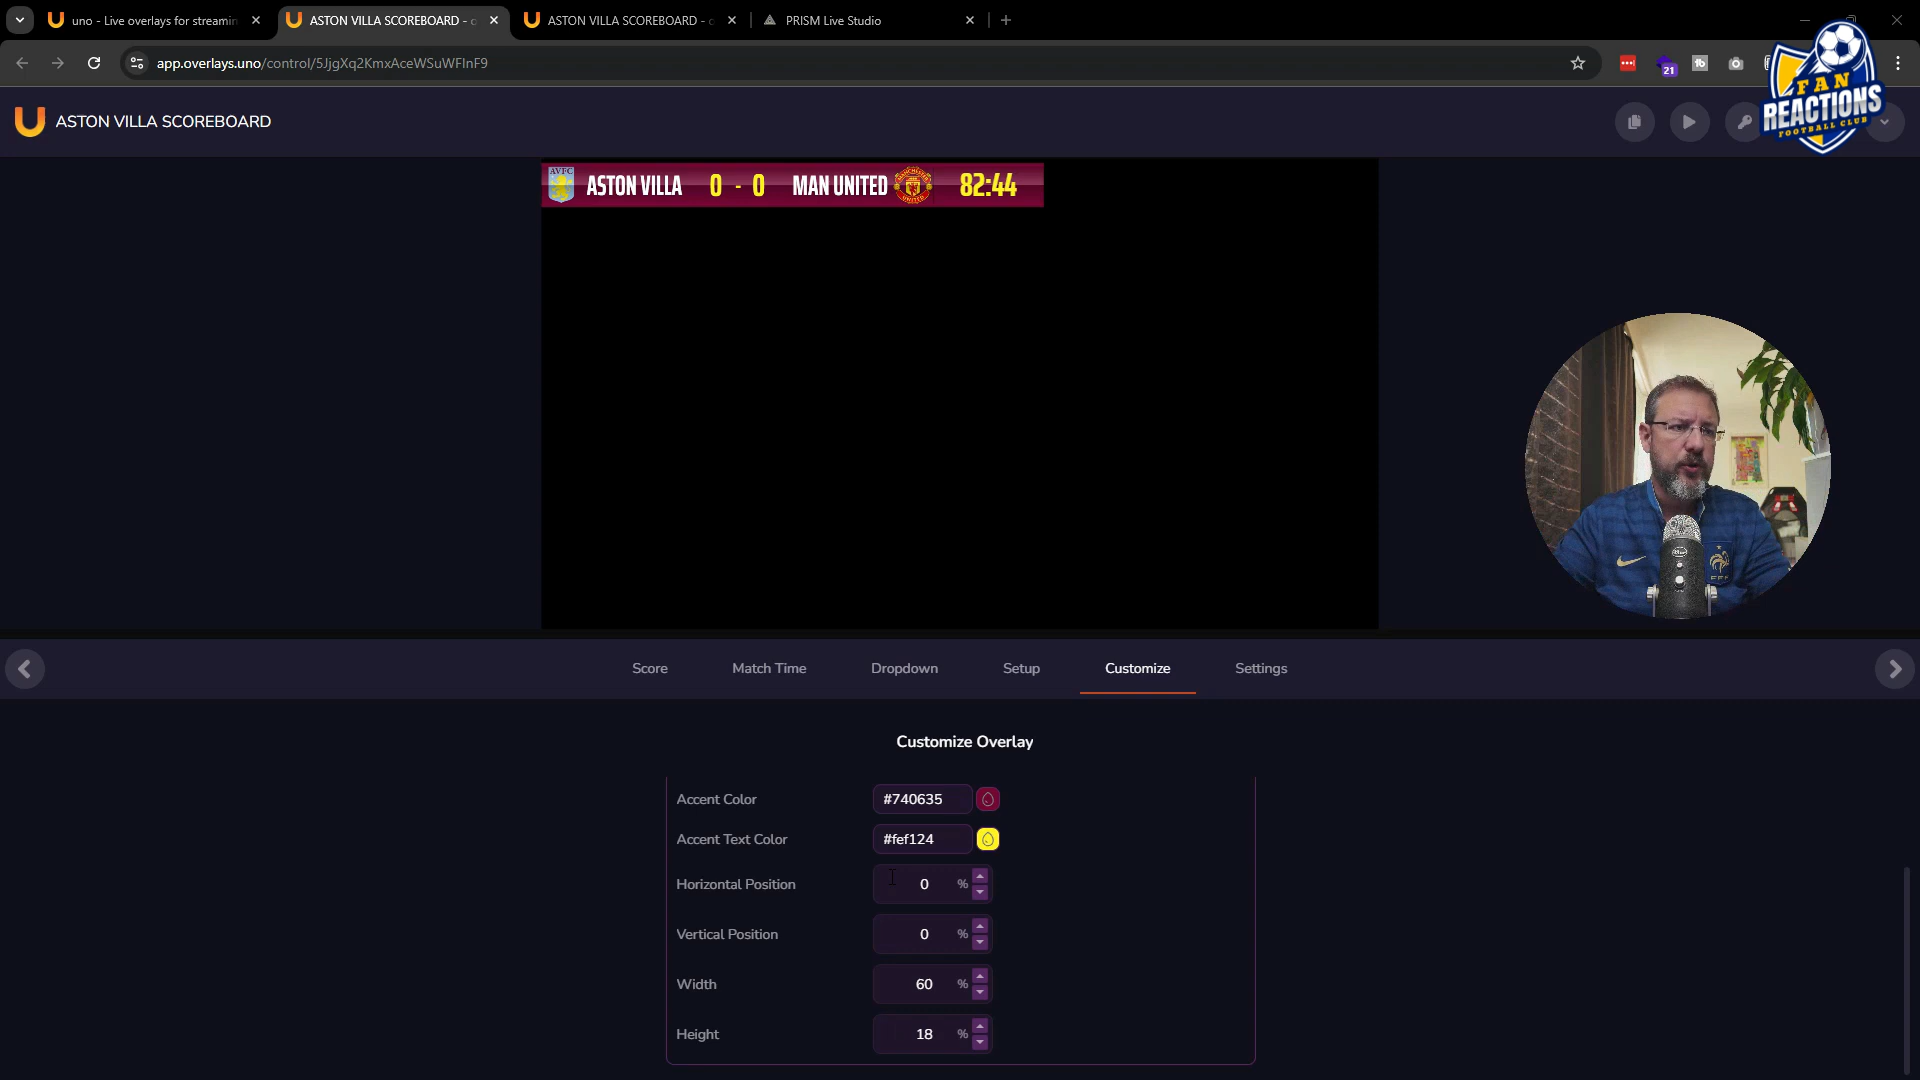 uno - Live overlays for streamin
ASTON VILLA SCOREBOARD - o
ASTON VILLA SCOREBOARD - o
PRISM Live Studio
app.overlays.uno/control/5JjgXq2KmxAceWSuWFInF9
21
FAN
REACTIONS
FOOTBALL CLUB
ASTON VILLA SCOREBOARD
AVFC
ASTON VILLA 0 - 0 MAN UNITED 82:44
FFF
Score Match Time Dropdown Setup Customize Settings
Customize Overlay
Accent Color #740635
Accent Text Color #fef124
Horizontal Position 0 %
Vertical Position 0 %
Width 60 %
Height 18 %